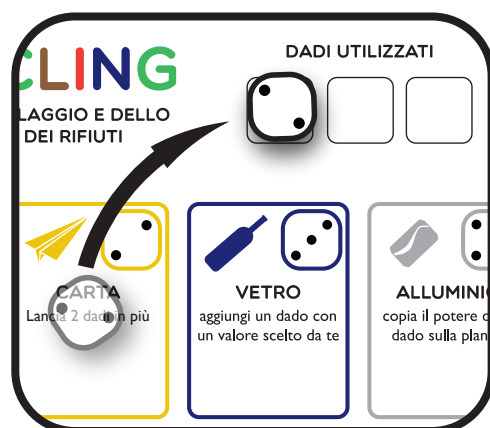 CLING
DADI UTILIZZATI
LAGGIO E DELLO
DEI RIFIUTI
CARTA
Lancia 2 dadi in più
VETRO
aggiungi un dado con
un valore scelto da te
ALLUMINI
copia il potere
dado sulla plan